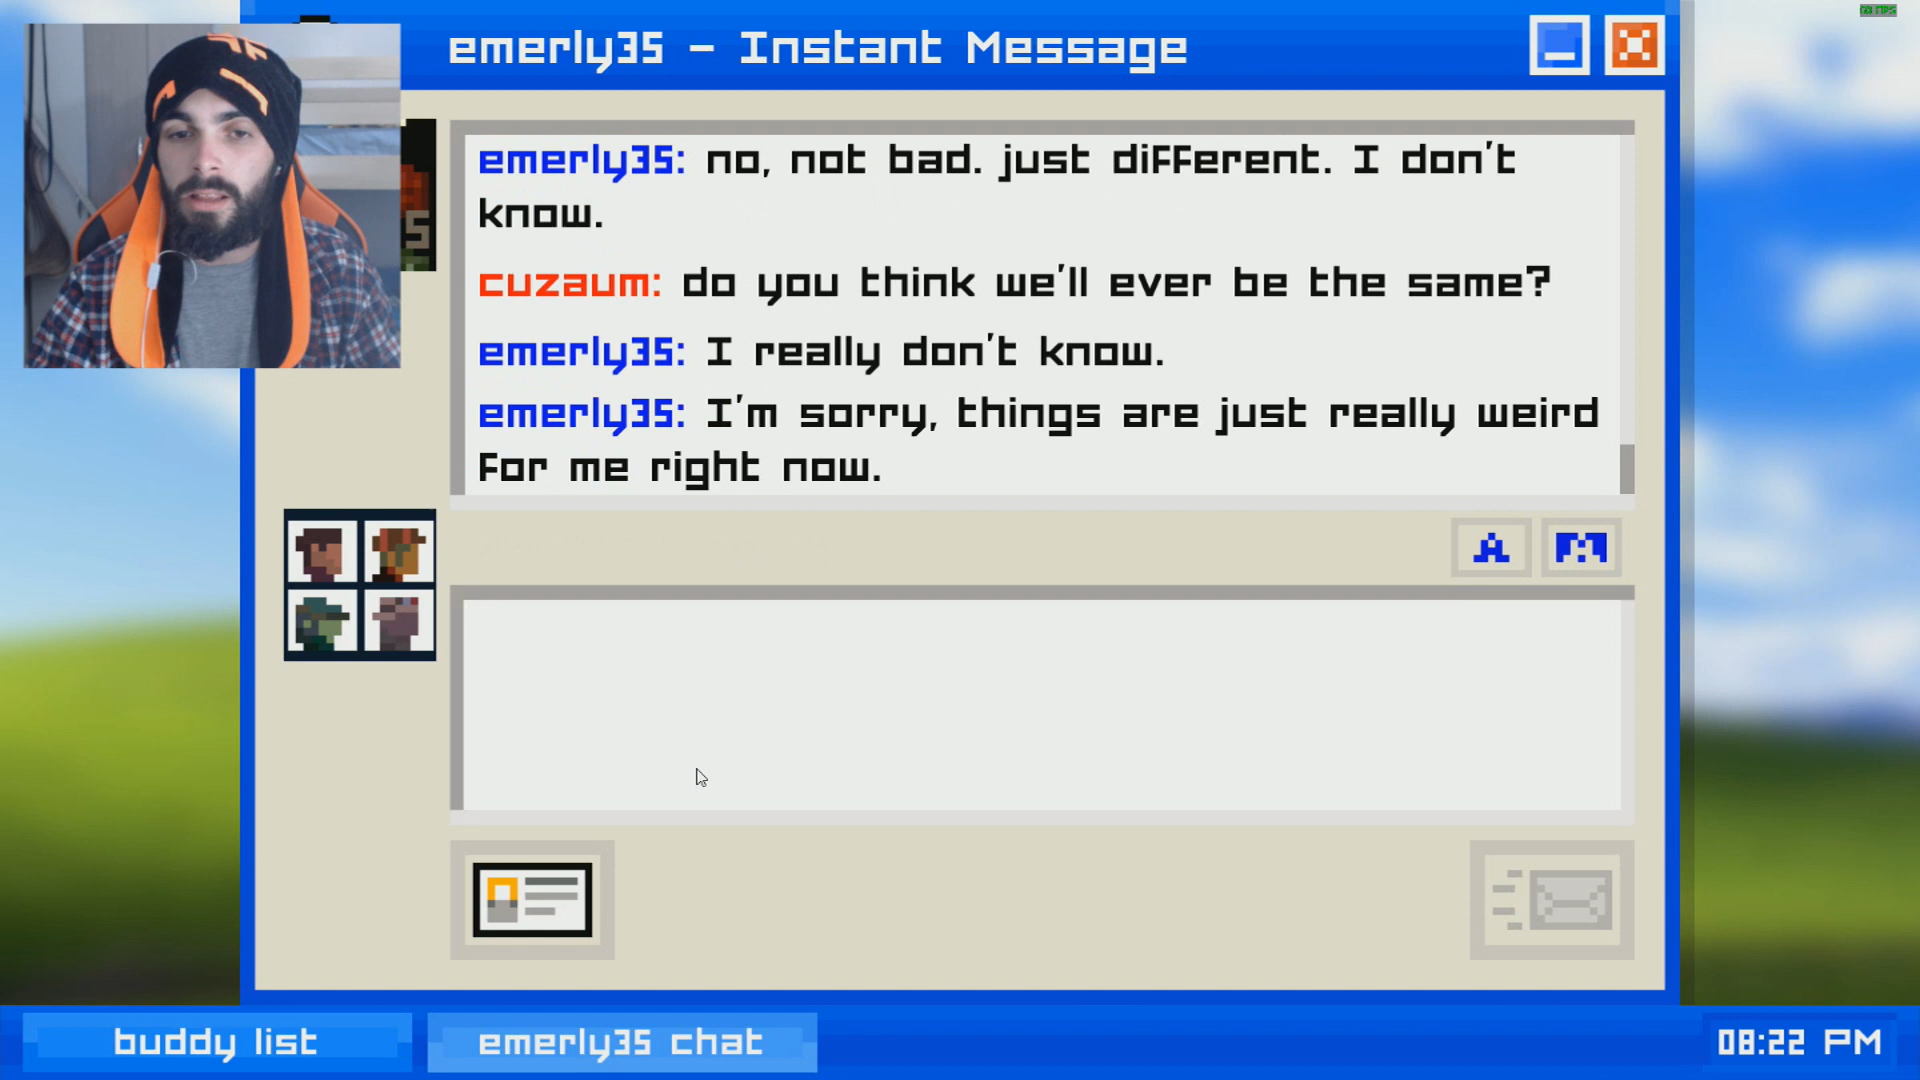 emerly35 - Instant Message
emerly35: no, not bad. just different. I don't
know.
cuzaum: do you think we'll ever be the same?
emerly35: I really don't know.
emerly35: I'm sorry, things are just really weird
for me right now.
A M
buddy list
emerly35 chat
08:22 PM